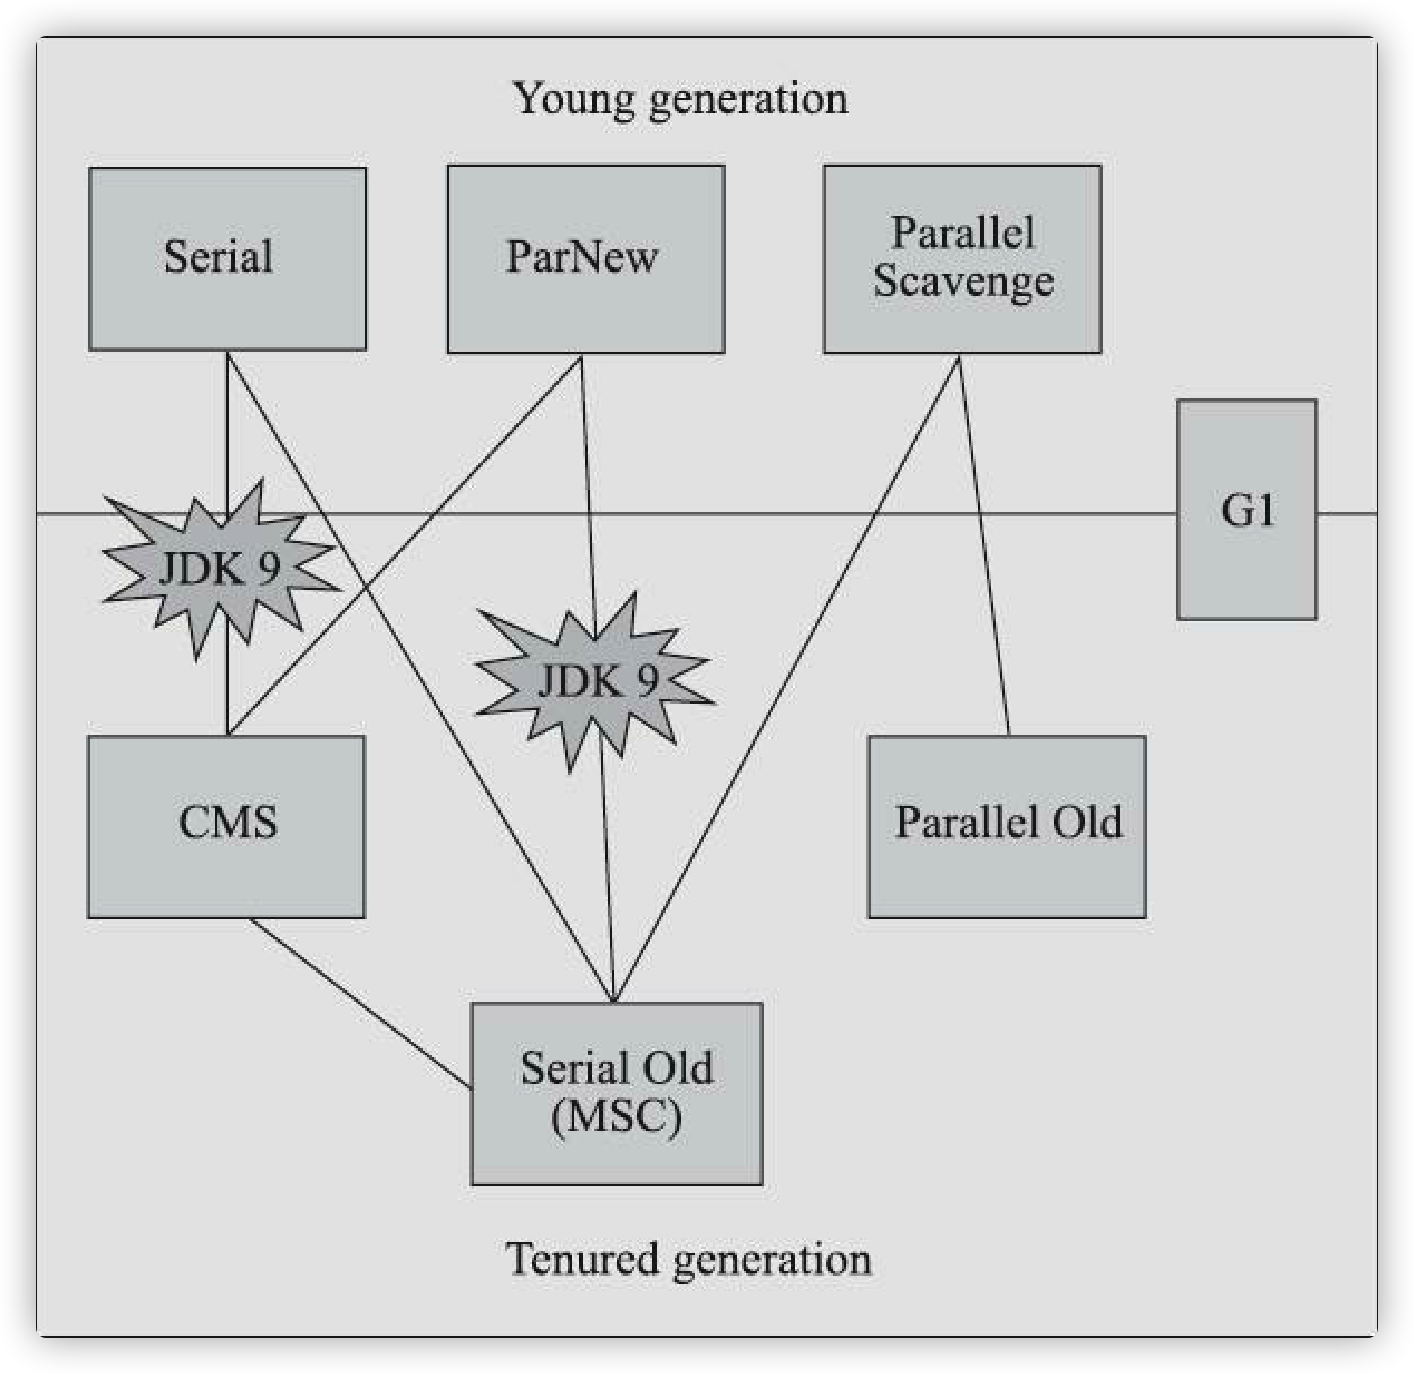 Young generation
Serial
ParNew
Parallel
Scavenge
G1
JDK 9
JDK 9
CMS
Parallel Old
Serial Old
(MSC)
Tenured generation